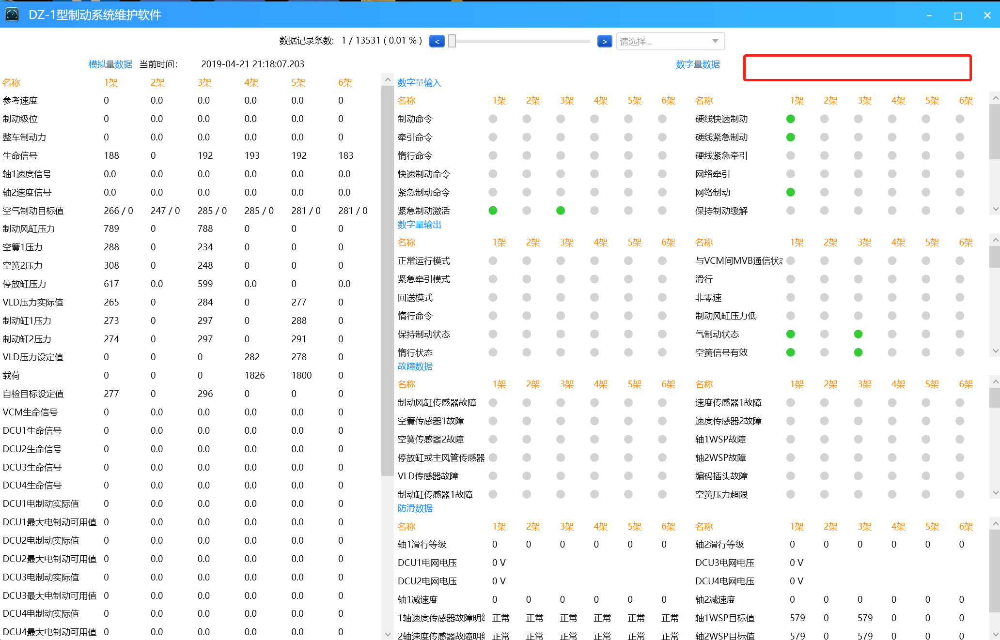 DZ-1型制动系统维护软件
数据记录条数: 1 / 13531 ( 0.01 % ) < > 请选择...
模拟量数据 当前时间: 2019-04-21 21:18:07.203
名称 1架 2架 3架 4架 5架 6架
参考速度 0 0.0 0.0 0.0 0.0 0
制动级位 0 0.0 0.0 0.0 0.0 0
整车制动力 0 0.0 0.0 0.0 0.0 0
生命信号 188 0 192 193 192 183
轴1速度信号 0.0 0.0 0.0 0.0 0.0 0.0
轴2速度信号 0.0 0.0 0.0 0.0 0.0 0.0
空气制动目标值 266 / 0 247 / 0 285 / 0 285 / 0 281 / 0 281 / 0
制动风缸压力 789 0 788 0 0 0
空簧1压力 288 0 234 0 0 0
空簧2压力 308 0 248 0 0 0
停放缸压力 617 0.0 599 0.0 0 0.0
VLD压力实际值 265 0 284 0 277 0
制动缸1压力 273 0 297 0 288 0
制动缸2压力 274 0 297 0 291 0
VLD压力设定值 0 0 0 282 278 0
载荷 0 0 0 1826 1800 0
自检目标设定值 277 0 296 0 0 0
VCM生命信号 0 0.0 0.0 0.0 0.0 0
DCU1生命信号 0 0.0 0.0 0.0 0.0 0
DCU2生命信号 0 0.0 0.0 0.0 0.0 0
DCU3生命信号 0 0.0 0.0 0.0 0.0 0
DCU4生命信号 0 0.0 0.0 0.0 0.0 0
DCU1电制动实际值 0 0.0 0.0 0.0 0.0 0
DCU1最大电制动可用值 0 0.0 0.0 0.0 0.0 0
DCU2电制动实际值 0 0.0 0.0 0.0 0.0 0
DCU2最大电制动可用值 0 0.0 0.0 0.0 0.0 0
DCU3电制动实际值 0 0.0 0.0 0.0 0.0 0
DCU3最大电制动可用值 0 0.0 0.0 0.0 0.0 0
DCU4电制动实际值 0 0.0 0.0 0.0 0.0 0
DCU4最大电制动可用值 0 0.0 0.0 0.0 0.0 0
数字量数据
数字量输入
名称 1架 2架 3架 4架 5架 6架 名称 1架 2架 3架 4架 5架 6架
制动命令 硬线快速制动
牵引命令 硬线紧急制动
惰行命令 硬线紧急牵引
快速制动命令 网络牵引
紧急制动命令 网络制动
紧急制动激活 保持制动缓解
数字量输出
名称 1架 2架 3架 4架 5架 6架 名称 1架 2架 3架 4架 5架 6架
正常运行模式 与VCM间MVB通信状态
紧急牵引模式 滑行
回送模式 非零速
惰行命令 制动风缸压力低
保持制动状态 气制动状态
惰行状态 空簧信号有效
故障数据
名称 1架 2架 3架 4架 5架 6架 名称 1架 2架 3架 4架 5架 6架
制动风缸传感器故障 速度传感器1故障
空簧传感器1故障 速度传感器2故障
空簧传感器2故障 轴1WSP故障
停放缸或主风管传感器 轴2WSP故障
VLD传感器故障 编码插头故障
制动缸传感器1故障 空簧压力超限
防滑数据
名称 1架 2架 3架 4架 5架 6架 名称 1架 2架 3架 4架 5架 6架
轴1滑行等级 0 0 0 0 0 0 轴2滑行等级 0 0 0 0 0 0
DCU1电网电压 0 V DCU3电网电压 0 V
DCU2电网电压 0 V DCU4电网电压 0 V
轴1减速度 0 0 0 0 0 0 轴2减速度 0 0 0 0 0 0
1轴速度传感器故障明细 正常 正常 正常 正常 正常 正常 轴1WSP目标值 579 0 579 0 0 0
2轴速度传感器故障明细 正常 正常 正常 正常 正常 正常 轴2WSP目标值 579 0 579 0 0 0